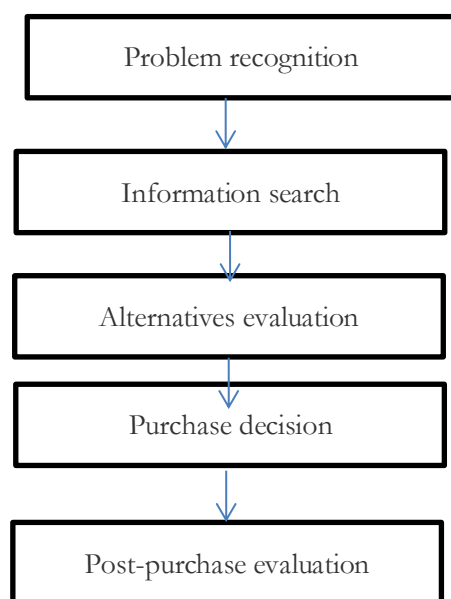 Problem recognition
Information search
Alternatives evaluation
Purchase decision
Post-purchase evaluation